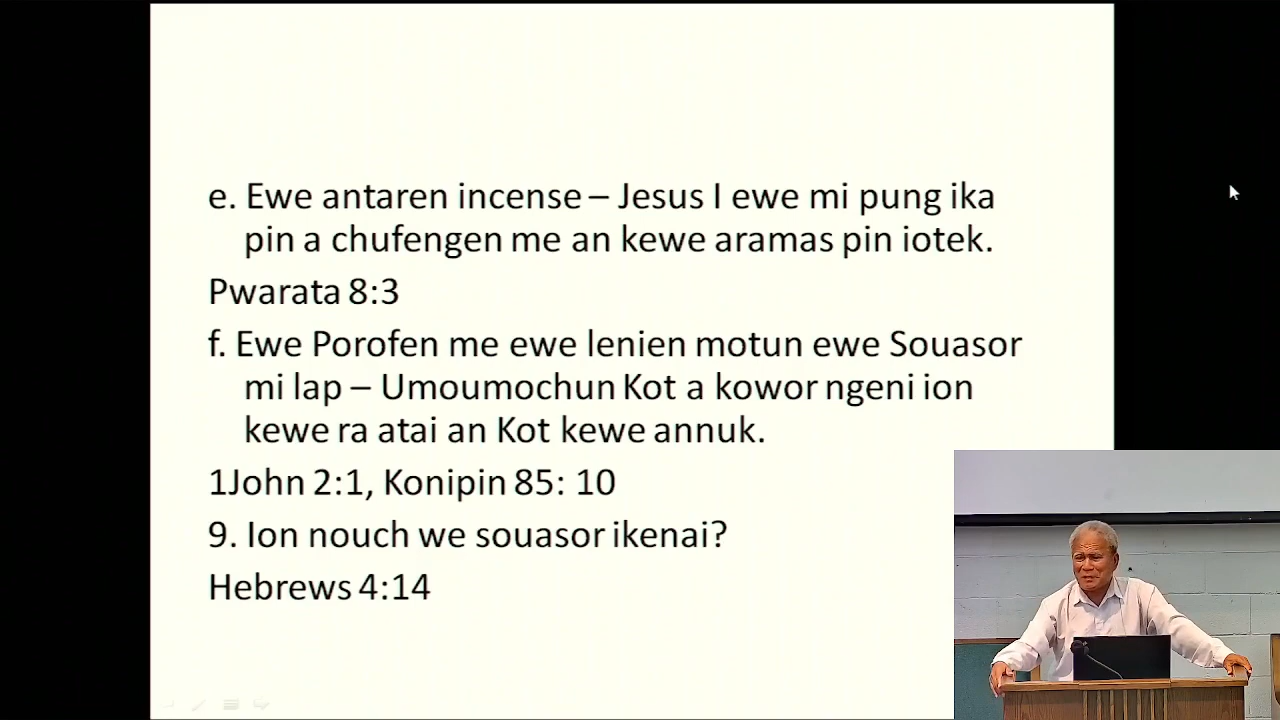 e. Ewe antaren incense – Jesus I ewe mi pung ika
pin a chufengen me an kewe aramas pin iotek.
Pwarata 8:3
f. Ewe Porofen me ewe lenien motun ewe Souasor
mi lap – Umoumochun Kot a kowor ngeni ion
kewe ra atai an Kot kewe annuk.
1John 2:1, Konipin 85: 10
9. Ion nouch we souasor ikenai?
Hebrews 4:14